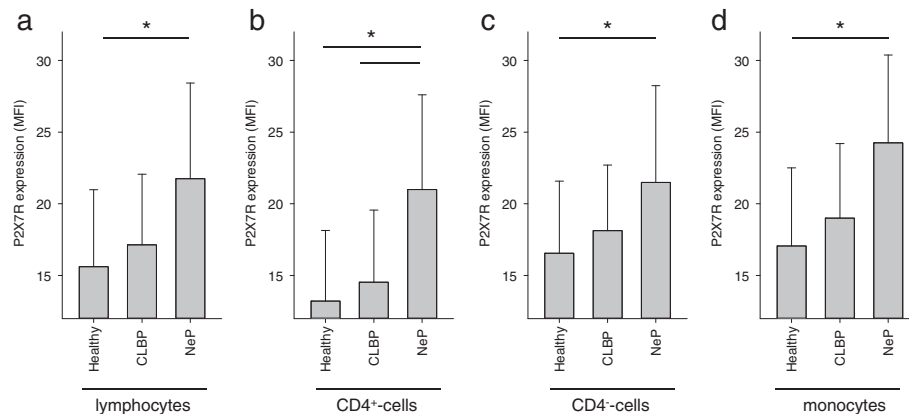 a
*
P2X7R expression (MFI)
30
25
20
15
Healthy
CLBP
NeP
lymphocytes
b
*
P2X7R expression (MFI)
30
25
20
15
Healthy
CLBP
NeP
CD4⁺-cells
c
*
P2X7R expression (MFI)
30
25
20
15
Healthy
CLBP
NeP
CD4⁻-cells
d
*
P2X7R expression (MFI)
30
25
20
15
Healthy
CLBP
NeP
monocytes